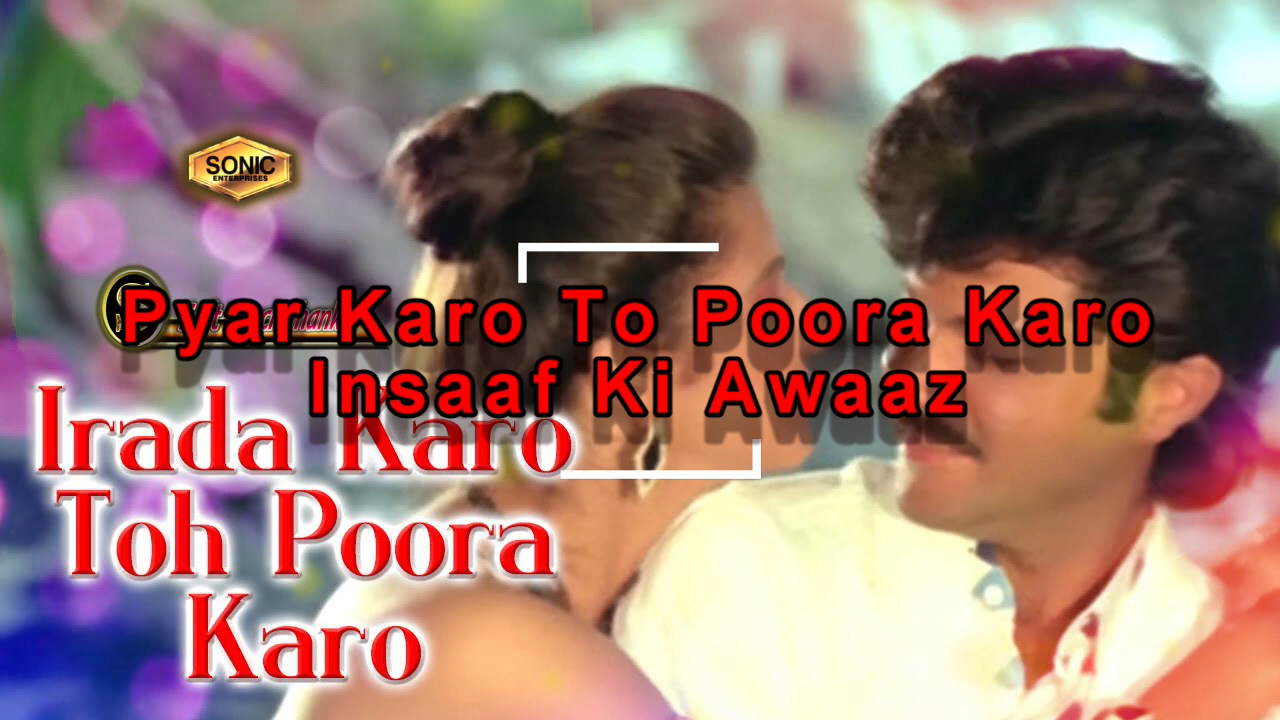 SONIC
ENTERPRISES
Pyar Karo To Poora Karo
Insaaf Ki Awaaz
Irada Karo
Toh Poora
Karo